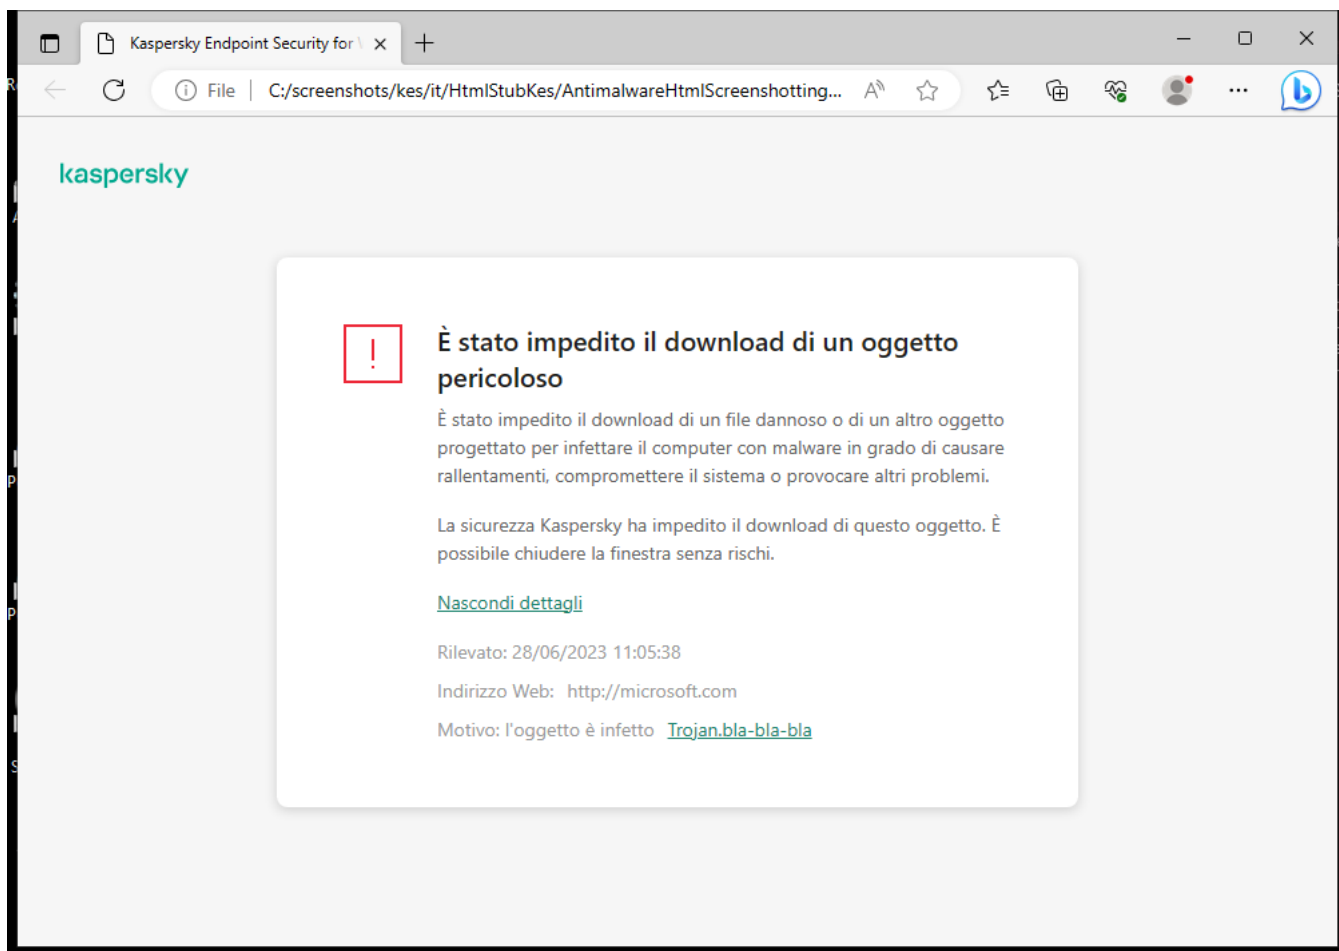 Kaspersky Endpoint Security for
File
C:/screenshots/kes/it/HtmlStubKes/AntimalwareHtmlScreenshotting...
kaspersky
!
È stato impedito il download di un oggetto
pericoloso
È stato impedito il download di un file dannoso o di un altro oggetto
progettato per infettare il computer con malware in grado di causare
rallentamenti, compromettere il sistema o provocare altri problemi.
La sicurezza Kaspersky ha impedito il download di questo oggetto. È
possibile chiudere la finestra senza rischi.
Nascondi dettagli
Rilevato: 28/06/2023 11:05:38
Indirizzo Web: http://microsoft.com
Motivo: l'oggetto è infetto Trojan.bla-bla-bla